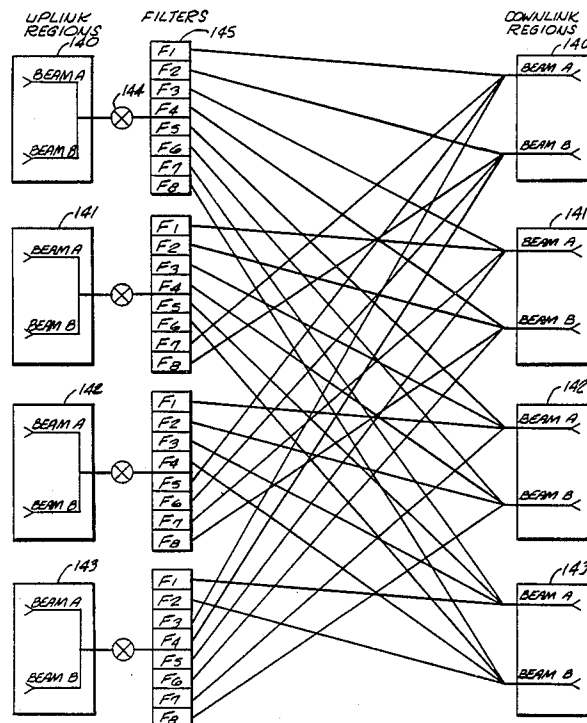 UPLINK
REGIONS
FILTERS
DOWNLINK
REGIONS
140
BEAM A
BEAM B
144
145
F1
F2
F3
F4
F5
F6
F7
F8
140
BEAM A
BEAM B
141
BEAM A
BEAM B
F1
F2
F3
F4
F5
F6
F7
F8
141
BEAM A
BEAM B
142
BEAM A
BEAM B
F1
F2
F3
F4
F5
F6
F7
F8
142
BEAM A
BEAM B
143
BEAM A
BEAM B
F1
F2
F3
F4
F5
F6
F7
F8
143
BEAM A
BEAM B